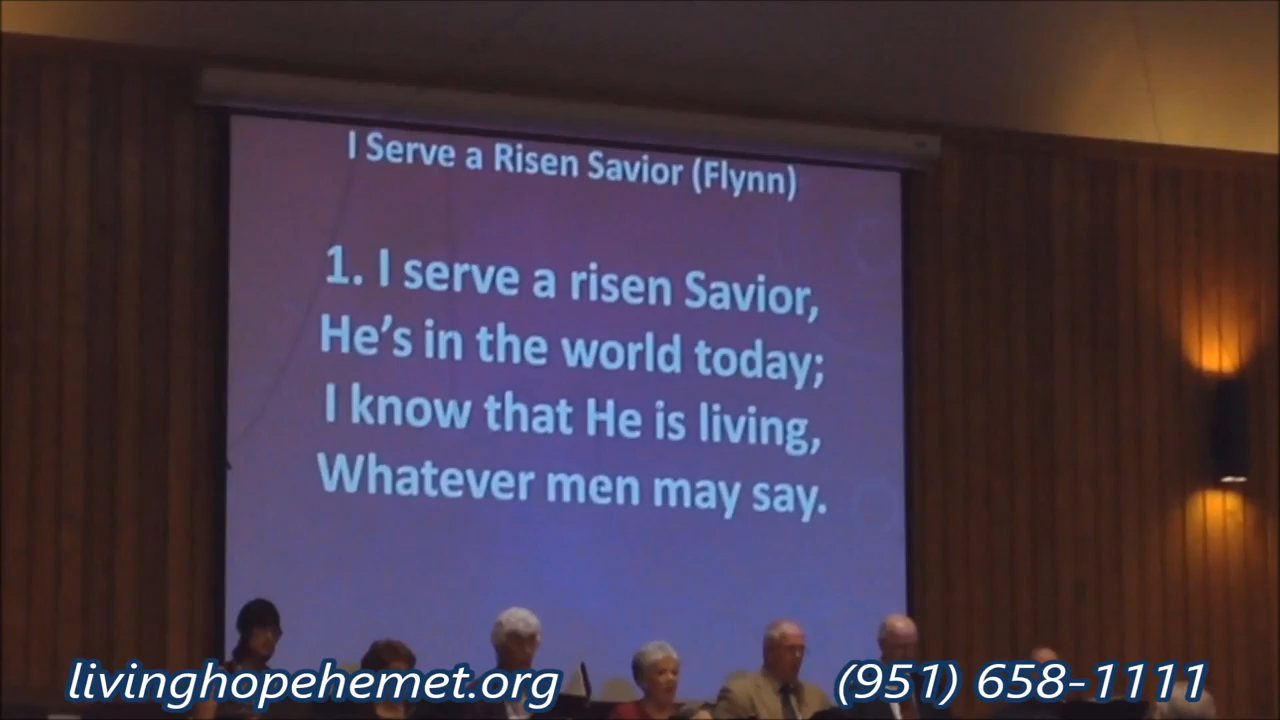 I Serve a Risen Savior (Flynn)
1. I serve a risen Savior,
He’s in the world today;
I know that He is living,
Whatever men may say.
livinghopehemet.org
(951) 658-1111